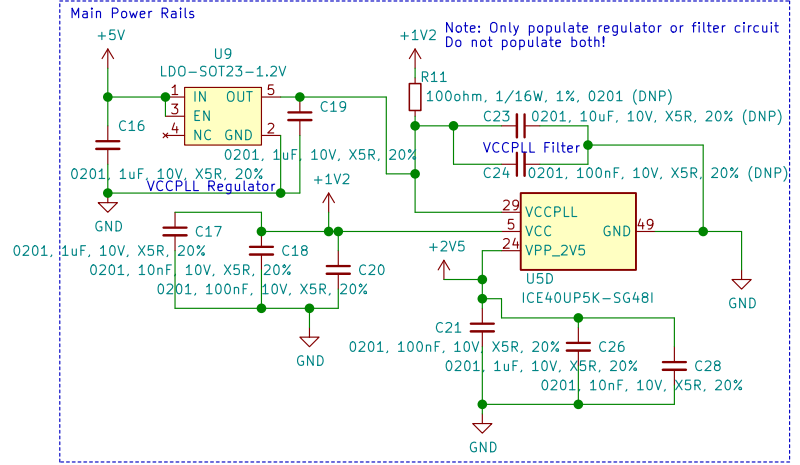 Main Power Rails
Note: Only populate regulator or filter circuit
Do not populate both!
+5V
U9
LDO-SOT23-1.2V
1 IN OUT 5
3 EN
4 NC GND 2
C16
0201, 1uF, 10V, X5R, 20%
C19
0201, 1uF, 10V, X5R, 20%
VCCPLL Regulator
GND
+1V2
R11
100ohm, 1/16W, 1%, 0201 (DNP)
C23
0201, 10uF, 10V, X5R, 20% (DNP)
VCCPLL Filter
C24
0201, 100nF, 10V, X5R, 20% (DNP)
+1V2
C17
0201, 1uF, 10V, X5R, 20%
C18
0201, 10nF, 10V, X5R, 20%
C20
0201, 100nF, 10V, X5R, 20%
GND
29 VCCPLL
5 VCC GND 49
24 VPP_2V5
U5D
ICE40UP5K-SG48I
GND
+2V5
C21
0201, 100nF, 10V, X5R, 20%
C26
0201, 1uF, 10V, X5R, 20%
C28
0201, 10nF, 10V, X5R, 20%
GND